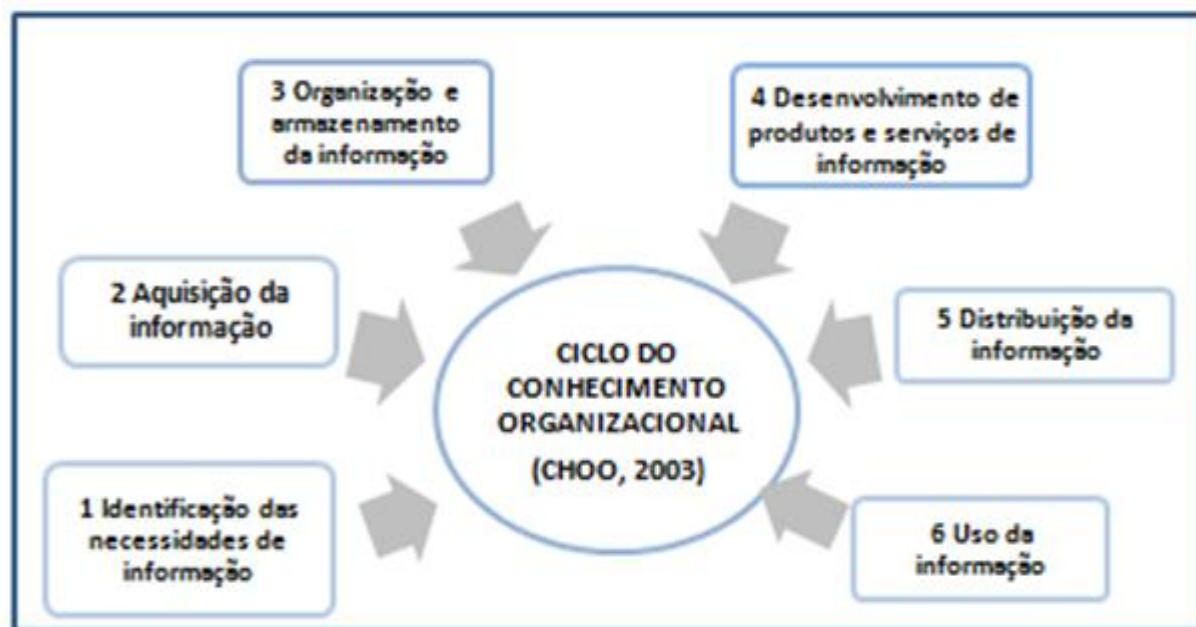 3 Organização e
armazenamento
da informação
4 Desenvolvimento de
produtos e serviços de
informação
2 Aquisição da
informação
5 Distribuição da
informação
CICLO DO
CONHECIMENTO
ORGANIZACIONAL
(CHOO, 2003)
1 Identificação das
necessidades de
informação
6 Uso da
informação